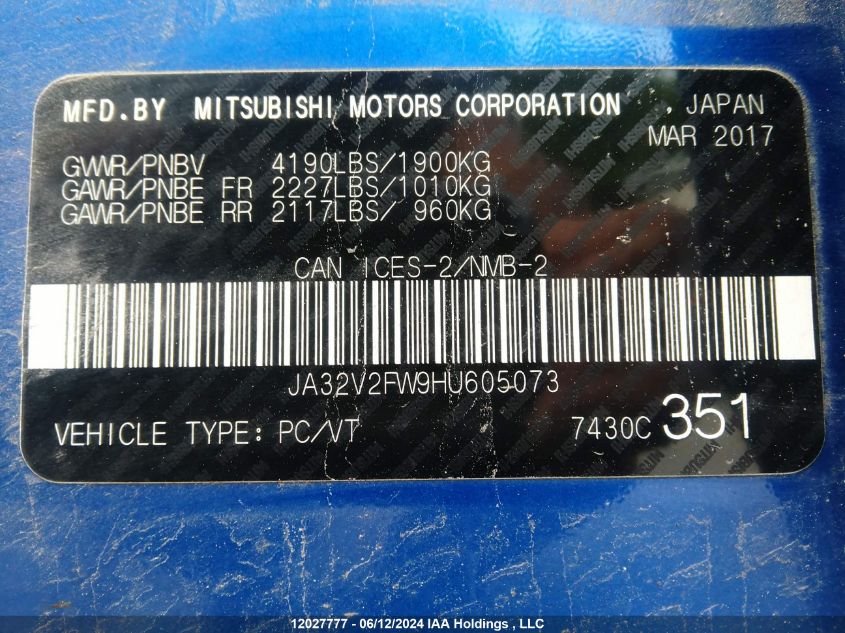 MFD.BY MITSUBISHI MOTORS CORPORATION , JAPAN
MAR 2017
GVWR/PNBV 4190LBS/1900KG
GAWR/PNBE FR 2227LBS/1010KG
GAWR/PNBE RR 2117LBS/ 960KG
CAN ICES-2/NMB-2
JA32V2FW9HU605073
VEHICLE TYPE: PC/VT 7430C 351
12027777 - 06/12/2024 IAA Holdings , LLC